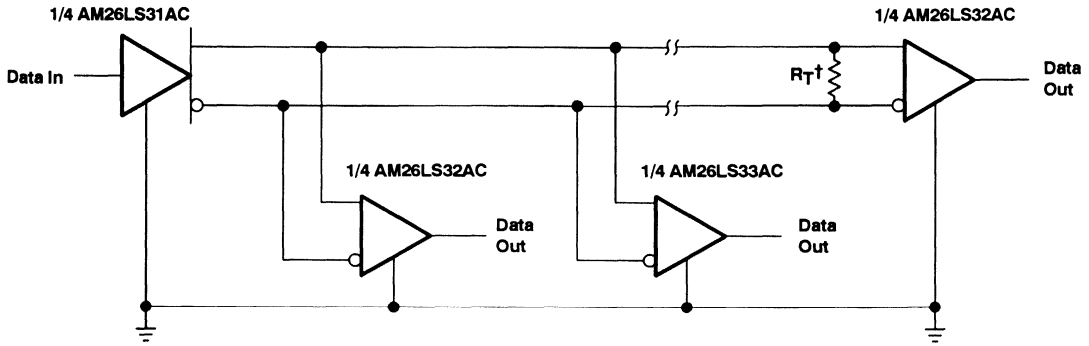 1/4 AM26LS31AC
1/4 AM26LS32AC
Data In
RT†
Data
Out
1/4 AM26LS32AC
1/4 AM26LS33AC
Data
Out
Data
Out